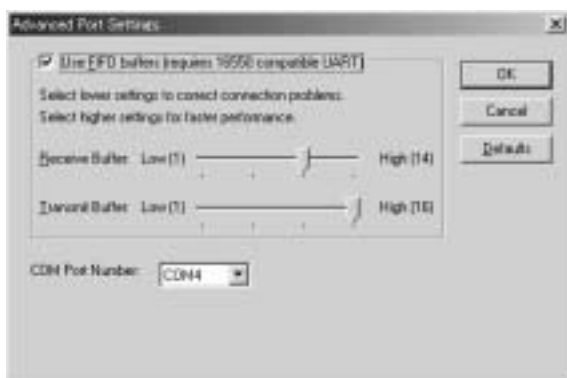 Advanced Port Settings
Use FIFO buffers (requires 16550 compatible UART)
Select lower settings to correct connection problems.
Select higher settings for faster performance.
Receive Buffer: Low (1) High (14)
Transmit Buffer: Low (1) High (16)
COM Port Number: COM4
OK
Cancel
Defaults